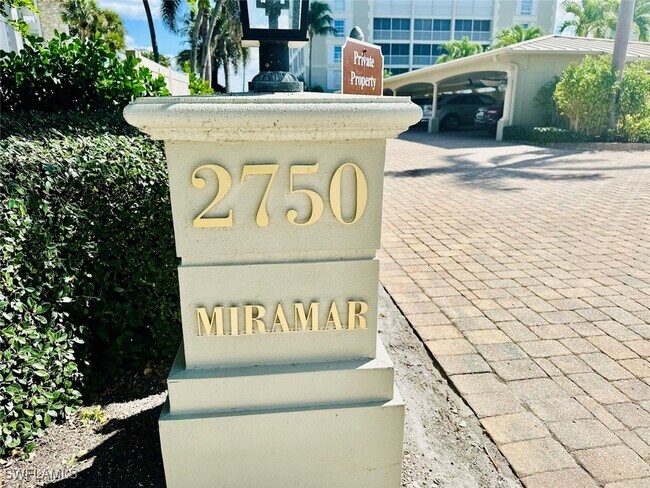 Private
Property
2750
MIRAMAR
SWFLAMLS